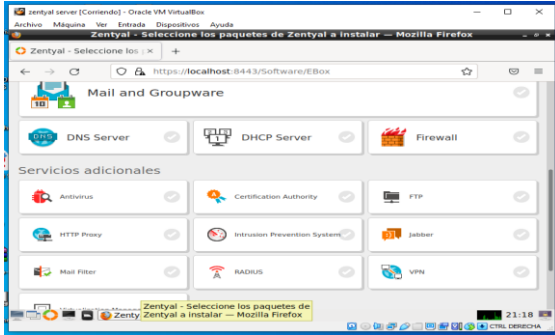 zentyal server [Corriendo] - Oracle VM VirtualBox
Archivo Máquina Ver Entrada Dispositivos Ayuda
Zentyal - Seleccione los paquetes de Zentyal a instalar — Mozilla Firefox
Zentyal - Seleccione los
https://localhost:8443/Software/EBox
Mail and Groupware
DNS Server
DHCP Server
Firewall
Servicios adicionales
Antivirus
Certification Authority
FTP
HTTP Proxy
Intrusion Prevention System
Jabber
Mail Filter
RADIUS
VPN
Zentyal - Seleccione los paquetes de
Zentyal a instalar — Mozilla Firefox
Zenty
21:18
CTRL DERECHA